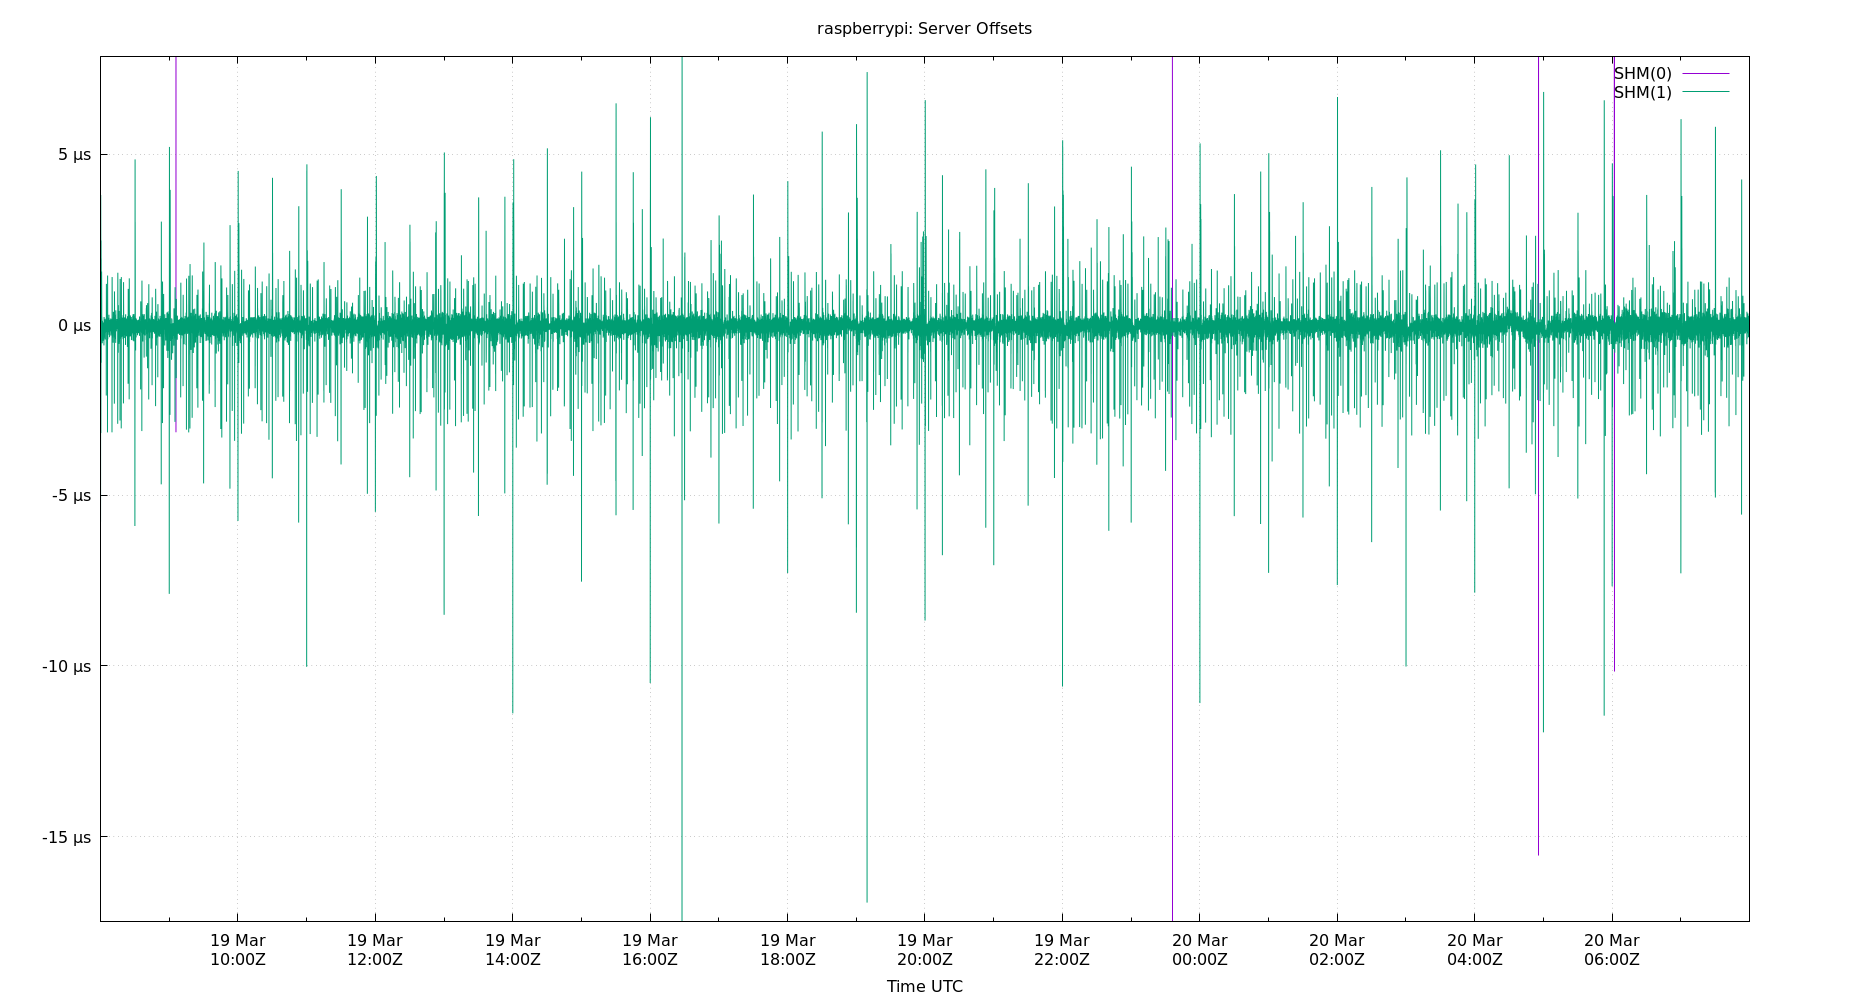 raspberrypi: Server Offsets
SHM(0)
SHM(1)
5 µs
0 µs
-5 µs
-10 µs
-15 µs
19 Mar 19 Mar 19 Mar 19 Mar 19 Mar 19 Mar 19 Mar 20 Mar 20 Mar 20 Mar 20 Mar
10:00Z 12:00Z 14:00Z 16:00Z 18:00Z 20:00Z 22:00Z 00:00Z 02:00Z 04:00Z 06:00Z
Time UTC